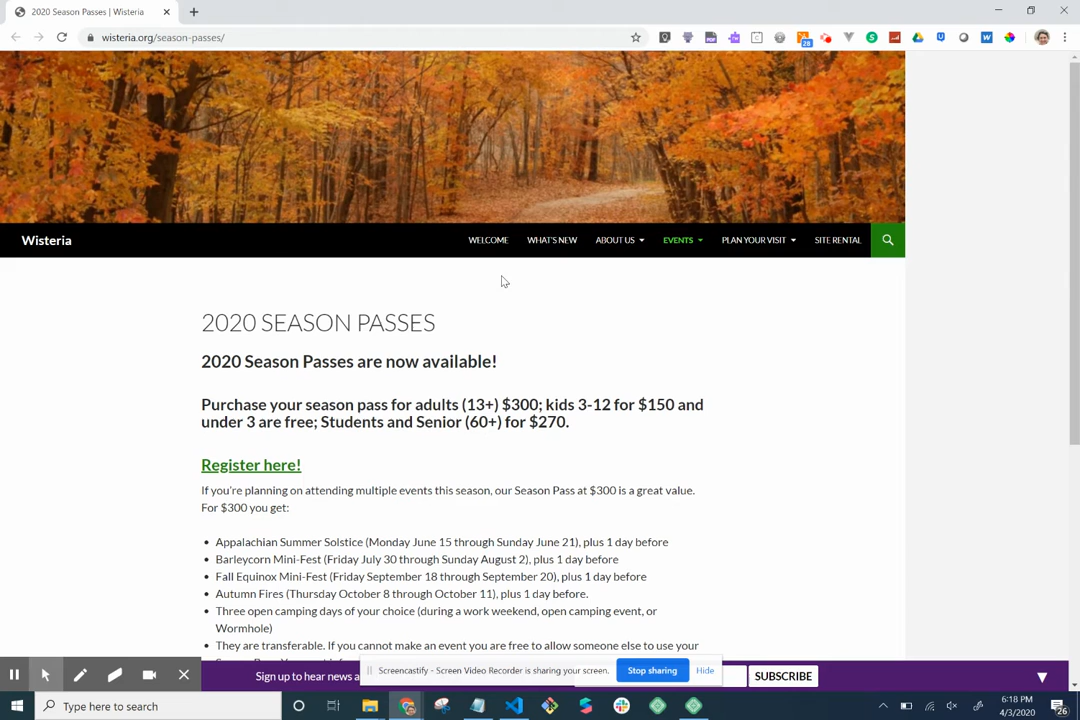 2020 Season Passes | Wisteria
wisteria.org/season-passes/
28
Wisteria
WELCOME WHAT'S NEW ABOUT US EVENTS PLAN YOUR VISIT SITE RENTAL
2020 SEASON PASSES
2020 Season Passes are now available!
Purchase your season pass for adults (13+) $300; kids 3-12 for $150 and
under 3 are free; Students and Senior (60+) for $270.
Register here!
If you're planning on attending multiple events this season, our Season Pass at $300 is a great value.
For $300 you get:
• Appalachian Summer Solstice (Monday June 15 through Sunday June 21), plus 1 day before
• Barleycorn Mini-Fest (Friday July 30 through Sunday August 2), plus 1 day before
• Fall Equinox Mini-Fest (Friday September 18 through September 20), plus 1 day before
• Autumn Fires (Thursday October 8 through October 11), plus 1 day before.
• Three open camping days of your choice (during a work weekend, open camping event, or
Wormhole)
• They are transferable. If you cannot make an event you are free to allow someone else to use your
Sign up to hear news a
Screencastify - Screen Video Recorder is sharing your screen. Stop sharing Hide
SUBSCRIBE
Type here to search
6:18 PM
4/3/2020
26